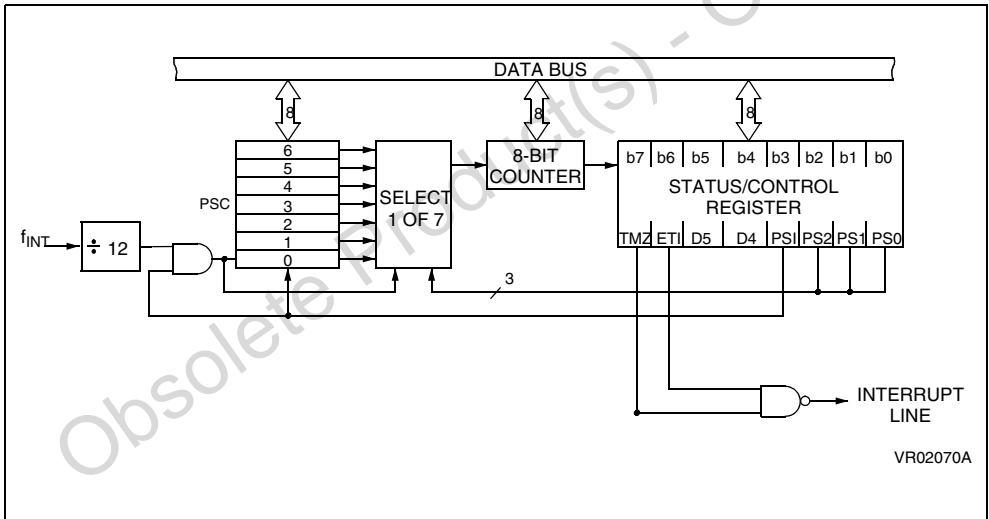 DATA BUS
8 8 8
6
5
4
3
2
1
0
PSC
SELECT
1 OF 7
8-BIT
COUNTER
b7 b6 b5 b4 b3 b2 b1 b0
STATUS/CONTROL
REGISTER
TMZ ETI D5 D4 PSI PS2 PS1 PS0
fINT
÷ 12
3
INTERRUPT
LINE
VR02070A
Obsolete Product(s) -